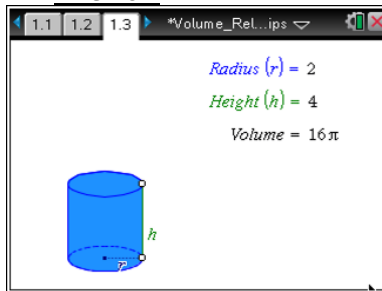 1.1 1.2 1.3 *Volume_Rel...ips
Radius (r) = 2
Height (h) = 4
Volume = 16π
h
r